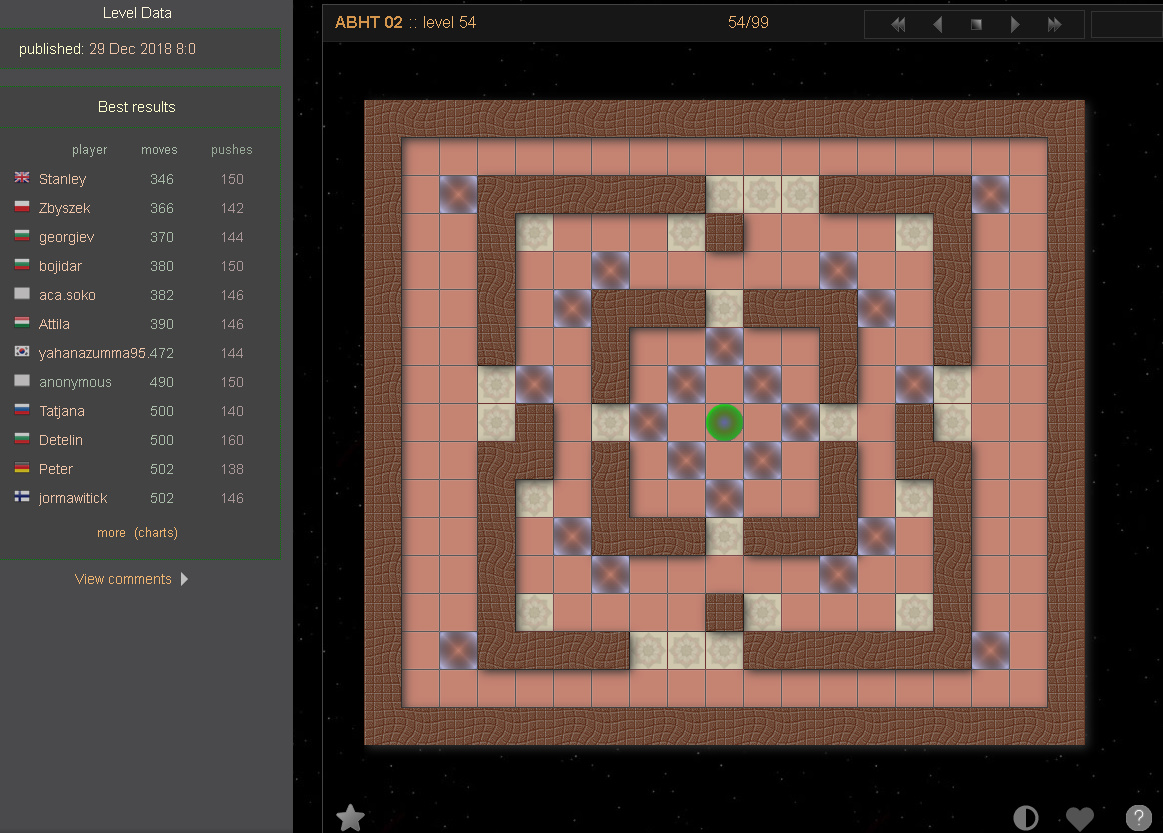 Level Data
published: 29 Dec 2018 8:0
Best results
player moves pushes
Stanley 346 150
Zbyszek 366 142
georgiev 370 144
bojidar 380 150
aca.soko 382 146
Attila 390 146
yahanazumma95. 472 144
anonymous 490 150
Tatjana 500 140
Detelin 500 160
Peter 502 138
jormawitick 502 146
more (charts)
View comments
ABHT 02 :: level 54
54/99
?